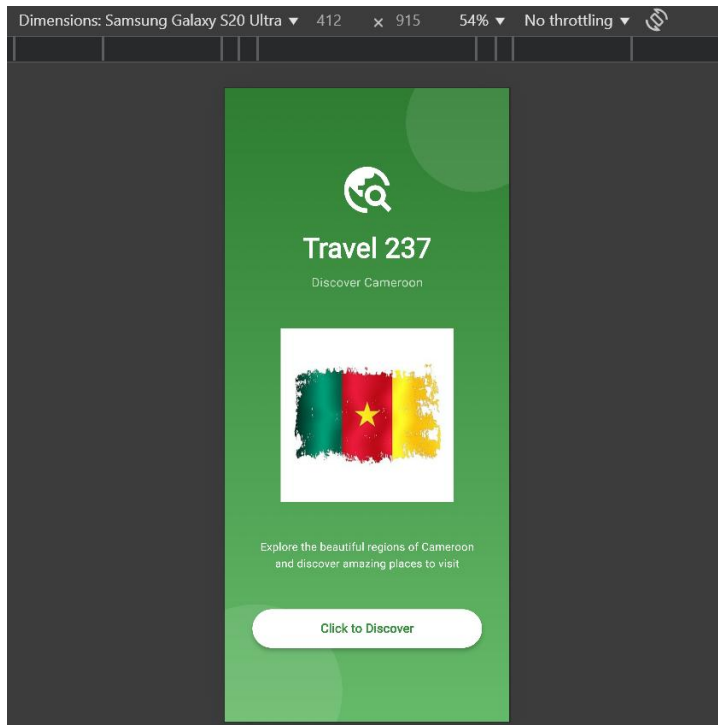 Dimensions: Samsung Galaxy S20 Ultra ▼ 412 × 915 54% ▼ No throttling ▼
Travel 237
Discover Cameroon
Explore the beautiful regions of Cameroon
and discover amazing places to visit
Click to Discover